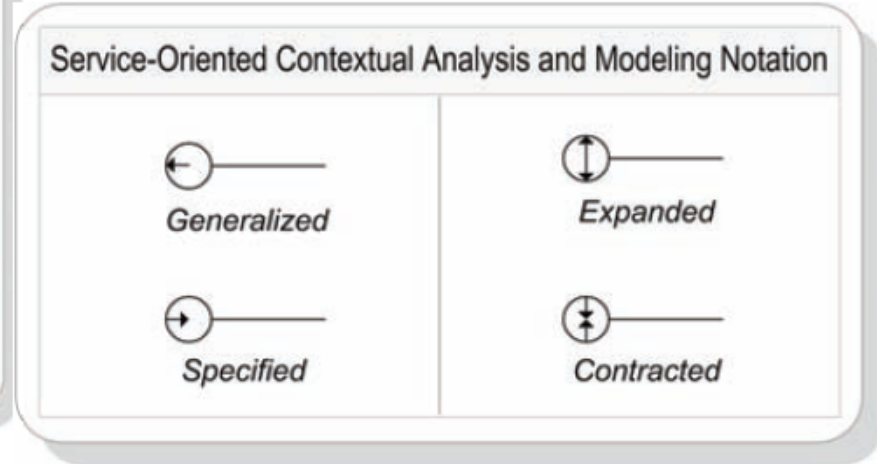 Service-Oriented Contextual Analysis and Modeling Notation
Generalized
Expanded
Specified
Contracted